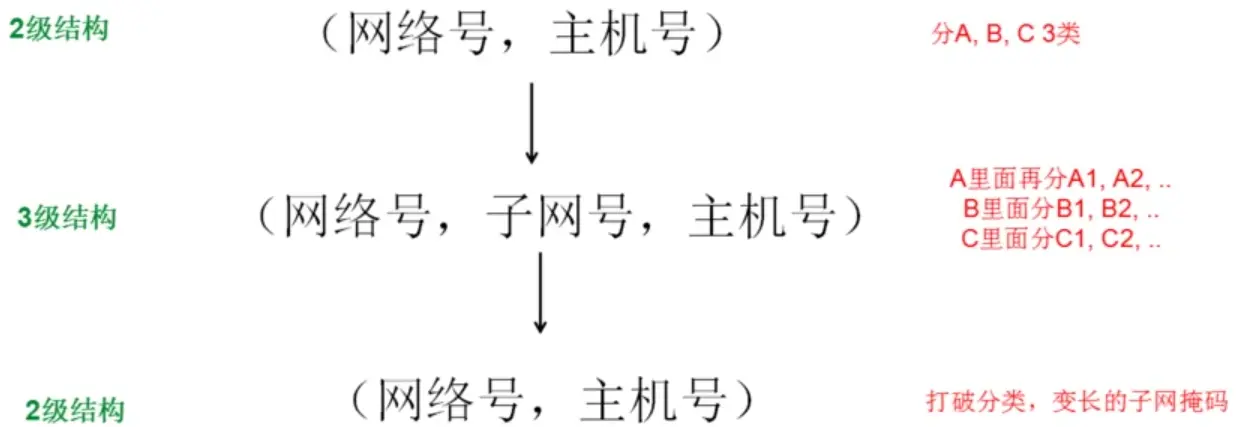 2级结构 （网络号，主机号） 分A, B, C 3类
A里面再分A1, A2, ..
3级结构 （网络号，子网号，主机号） B里面分B1, B2, ..
C里面分C1, C2, ..
2级结构 （网络号，主机号） 打破分类，变长的子网掩码